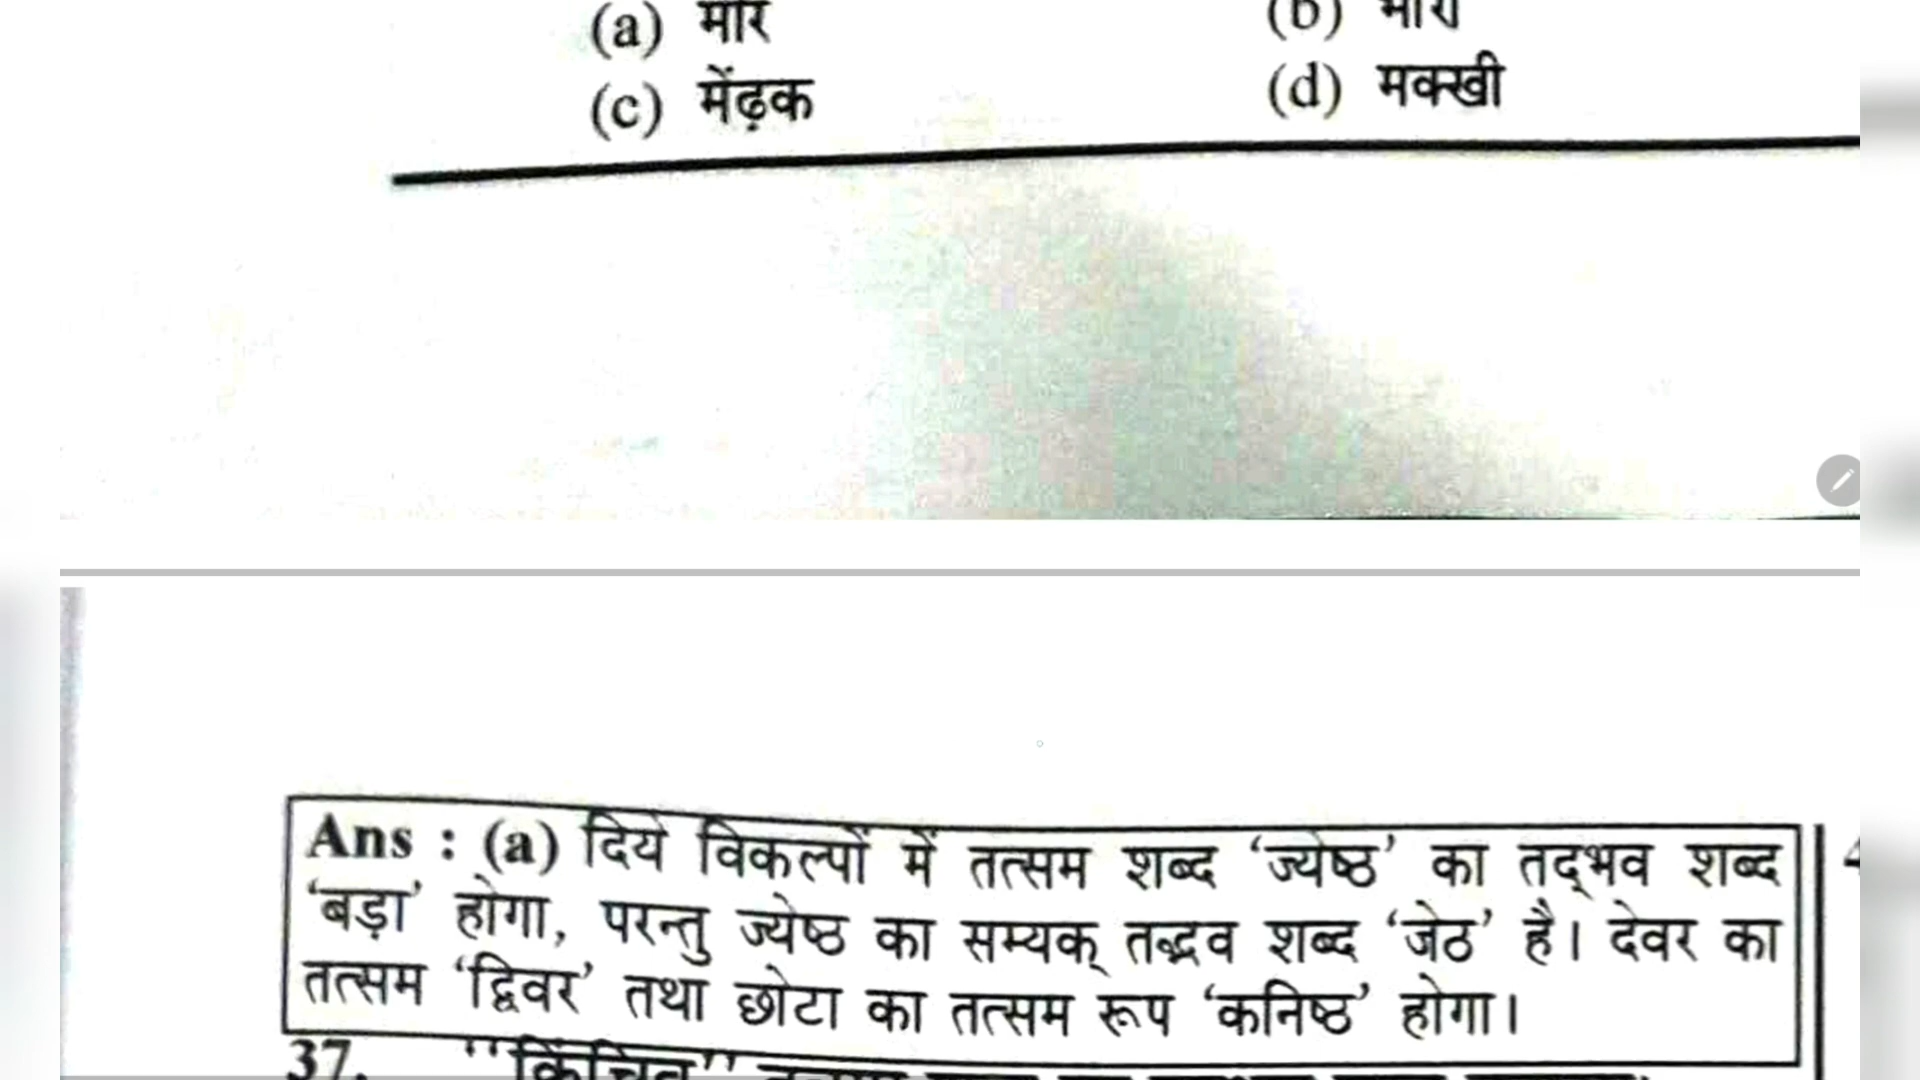 (a) मोर
(b)
(c) मेंढ़क
(d) मक्खी
Ans : (a) दिये विकल्पों में तत्सम शब्द ‘ज्येष्ठ’ का तद्‌भव शब्द
‘बड़ा’ होगा, परन्तु ज्येष्ठ का सम्यक् तद्भव शब्द ‘जेठ’ है। देवर का
तत्सम ‘द्विवर’ तथा छोटा का तत्सम रूप ‘कनिष्ठ’ होगा।
37. "किंचित"